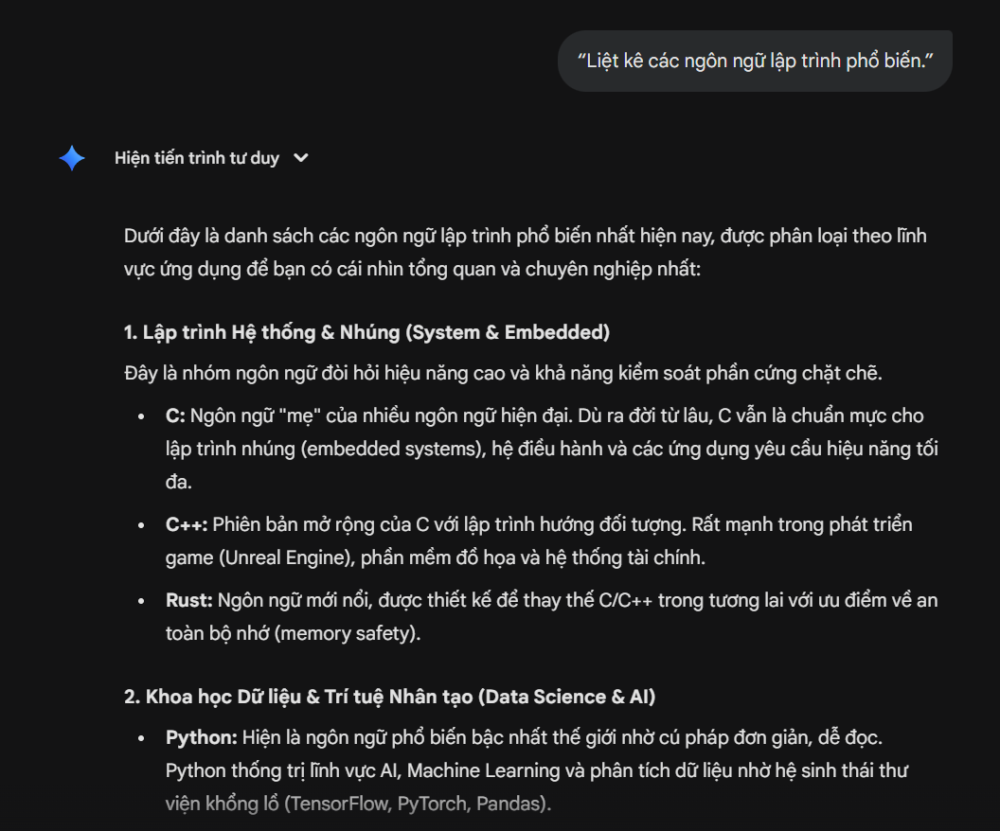 “Liệt kê các ngôn ngữ lập trình phổ biến.”
Hiện tiến trình tư duy
Dưới đây là danh sách các ngôn ngữ lập trình phổ biến nhất hiện nay, được phân loại theo lĩnh
vực ứng dụng để bạn có cái nhìn tổng quan và chuyên nghiệp nhất:
1. Lập trình Hệ thống & Nhúng (System & Embedded)
Đây là nhóm ngôn ngữ đòi hỏi hiệu năng cao và khả năng kiểm soát phần cứng chặt chẽ.
• C: Ngôn ngữ "mẹ" của nhiều ngôn ngữ hiện đại. Dù ra đời từ lâu, C vẫn là chuẩn mực cho
lập trình nhúng (embedded systems), hệ điều hành và các ứng dụng yêu cầu hiệu năng tối
đa.
• C++: Phiên bản mở rộng của C với lập trình hướng đối tượng. Rất mạnh trong phát triển
game (Unreal Engine), phần mềm đồ họa và hệ thống tài chính.
• Rust: Ngôn ngữ mới nổi, được thiết kế để thay thế C/C++ trong tương lai với ưu điểm về an
toàn bộ nhớ (memory safety).
2. Khoa học Dữ liệu & Trí tuệ Nhân tạo (Data Science & AI)
• Python: Hiện là ngôn ngữ phổ biến bậc nhất thế giới nhờ cú pháp đơn giản, dễ đọc.
Python thống trị lĩnh vực AI, Machine Learning và phân tích dữ liệu nhờ hệ sinh thái thư
viện khổng lồ (TensorFlow, PyTorch, Pandas).